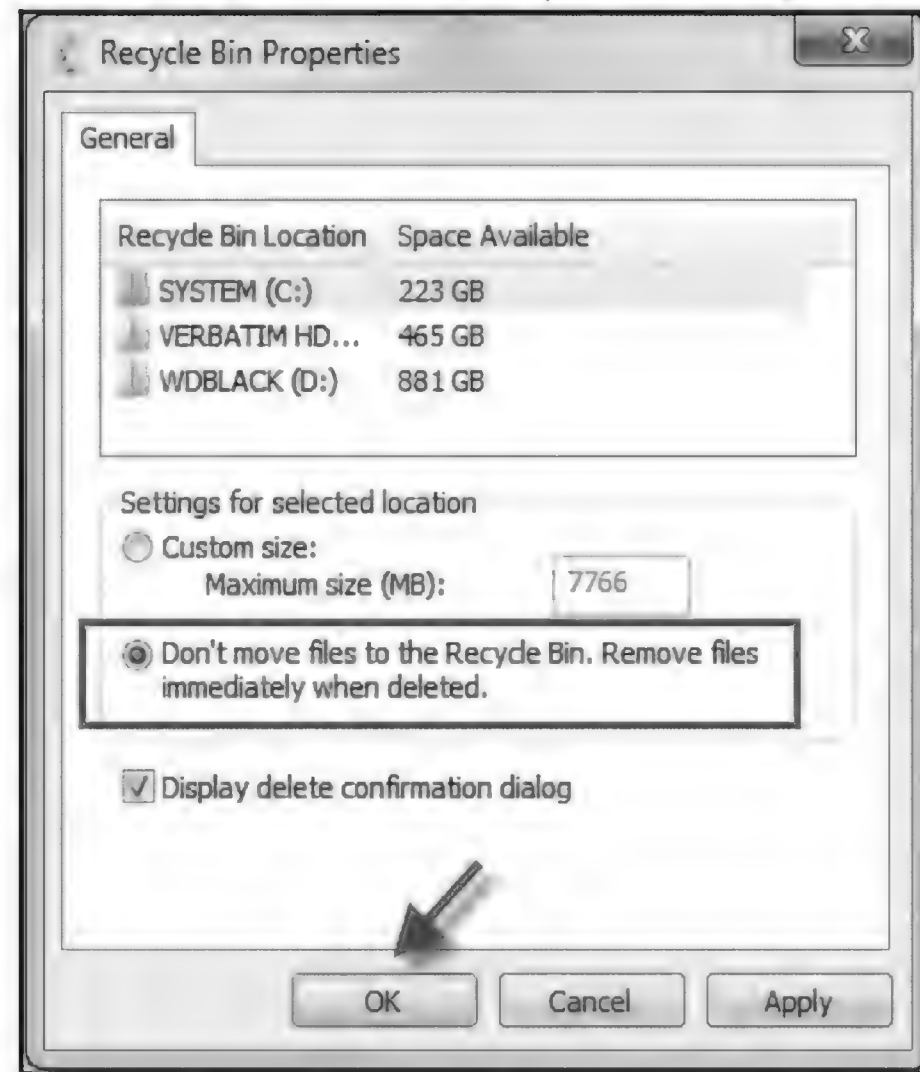 Recycle Bin Properties
General
Recycle Bin Location Space Available
SYSTEM (C:) 223 GB
VERBATIM HD... 465 GB
WDBLACK (D:) 881 GB
Settings for selected location
Custom size:
Maximum size (MB): 7766
Don't move files to the Recycle Bin. Remove files
immediately when deleted.
Display delete confirmation dialog
OK Cancel Apply